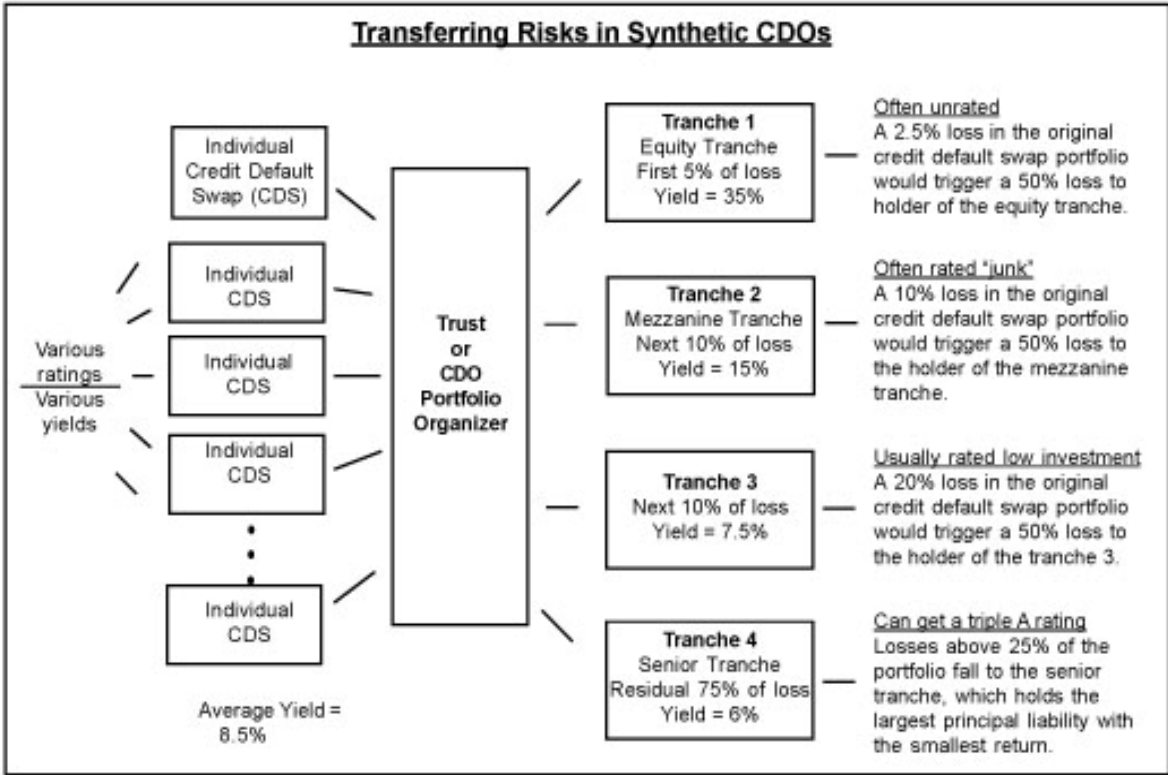 Transferring Risks in Synthetic CDOs
Individual
Credit Default
Swap (CDS)
Individual
CDS
Individual
CDS
Individual
CDS
Individual
CDS
Various
ratings
Various
yields
Average Yield =
8.5%
Trust
or
CDO
Portfolio
Organizer
Tranche 1
Equity Tranche
First 5% of loss
Yield = 35%
Often unrated
A 2.5% loss in the original
credit default swap portfolio
would trigger a 50% loss to
holder of the equity tranche.
Tranche 2
Mezzanine Tranche
Next 10% of loss
Yield = 15%
Often rated "junk"
A 10% loss in the original
credit default swap portfolio
would trigger a 50% loss to
the holder of the mezzanine
tranche.
Tranche 3
Next 10% of loss
Yield = 7.5%
Usually rated low investment
A 20% loss in the original
credit default swap portfolio
would trigger a 50% loss to
the holder of the tranche 3.
Tranche 4
Senior Tranche
Residual 75% of loss
Yield = 6%
Can get a triple A rating
Losses above 25% of the
portfolio fall to the senior
tranche, which holds the
largest principal liability with
the smallest return.